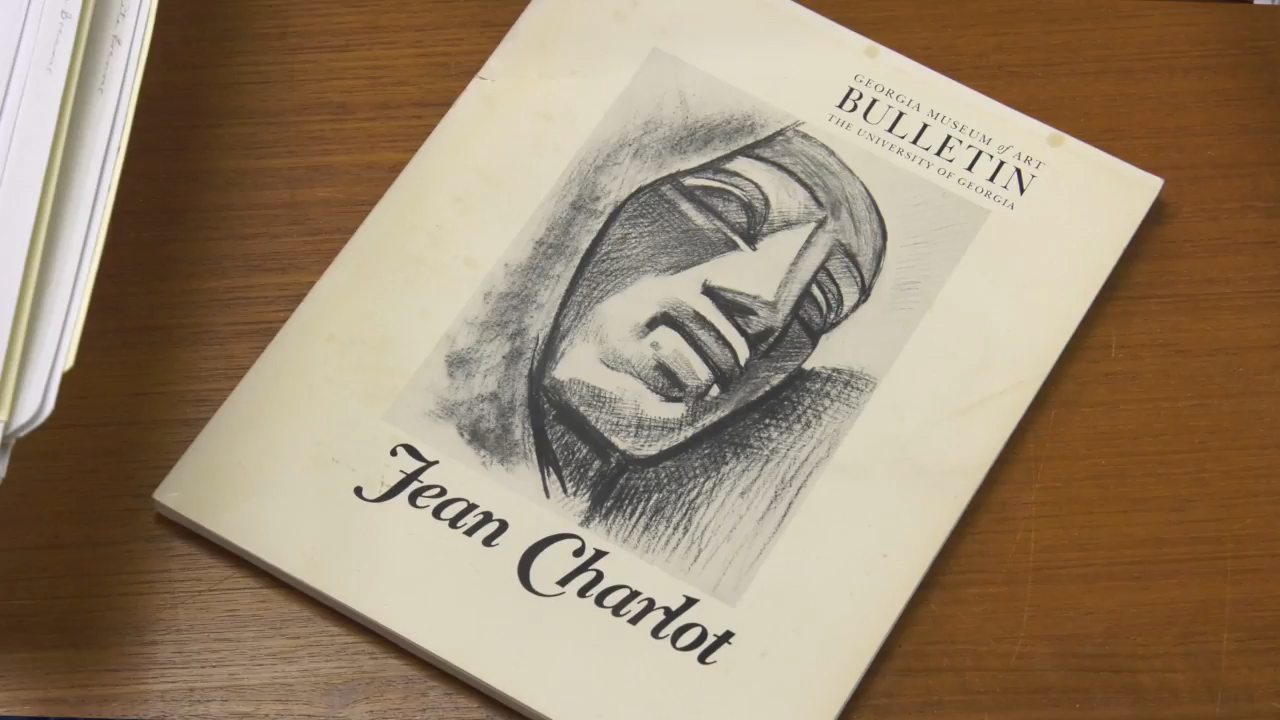 GEORGIA MUSEUM of ART
BULLETIN
THE UNIVERSITY OF GEORGIA
Jean Charlot